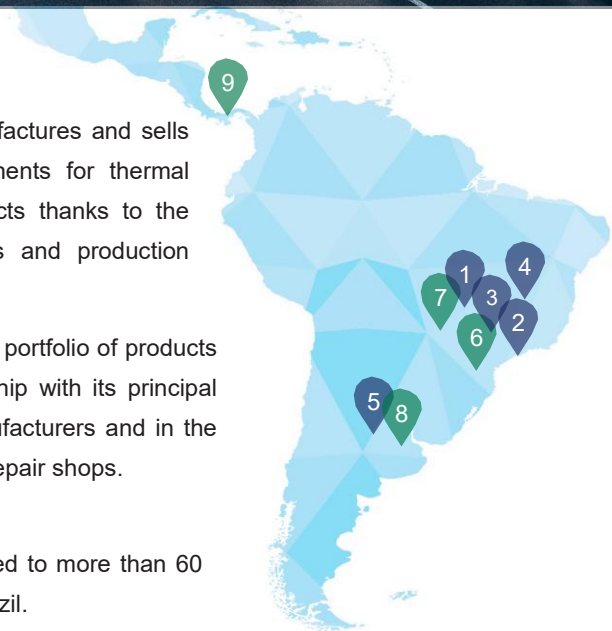 9
factures and sells
ments for thermal
cts thanks to the
s and production
portfolio of products
hip with its principal
ufacturers and in the
epair shops.
ed to more than 60
zil.
1
4
7
3
2
6
5
8